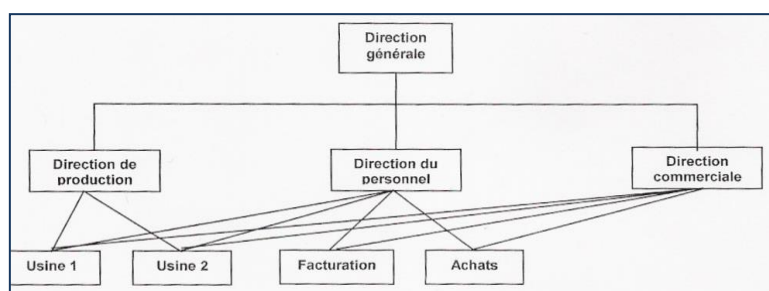 Direction
générale
Direction de
production
Direction du
personnel
Direction
commerciale
Usine 1
Usine 2
Facturation
Achats